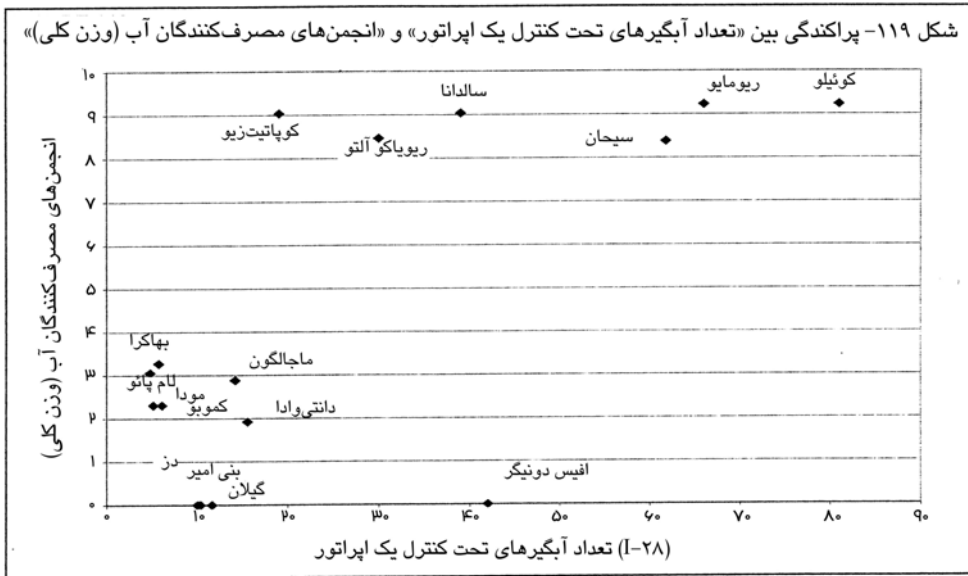 شکل ۱۱۹- پراکندگی بین «تعداد آبگیرهای تحت کنترل یک اپراتور» و «انجمن‌های مصرف‌کنندگان آب (وزن کلی)»
۱۰
۹
۸
۷
۶
۵
۴
۳
۲
۱
۰
انجمن‌های مصرف‌کنندگان آب (وزن کلی)
کوئیلو
ریومایو
سالدانا
کوپاتیت‌زیو
ریویاکو آلتو
سیحان
بهاکرا
ماجالگون
لام پائو
مودا
کموبو
دانتی‌وادا
دز
بنی امیر
گیلان
افیس دونیگر
۰ ۱۰ ۲۰ ۳۰ ۴۰ ۵۰ ۶۰ ۷۰ ۸۰ ۹۰
(I-۲۸) تعداد آبگیرهای تحت کنترل یک اپراتور